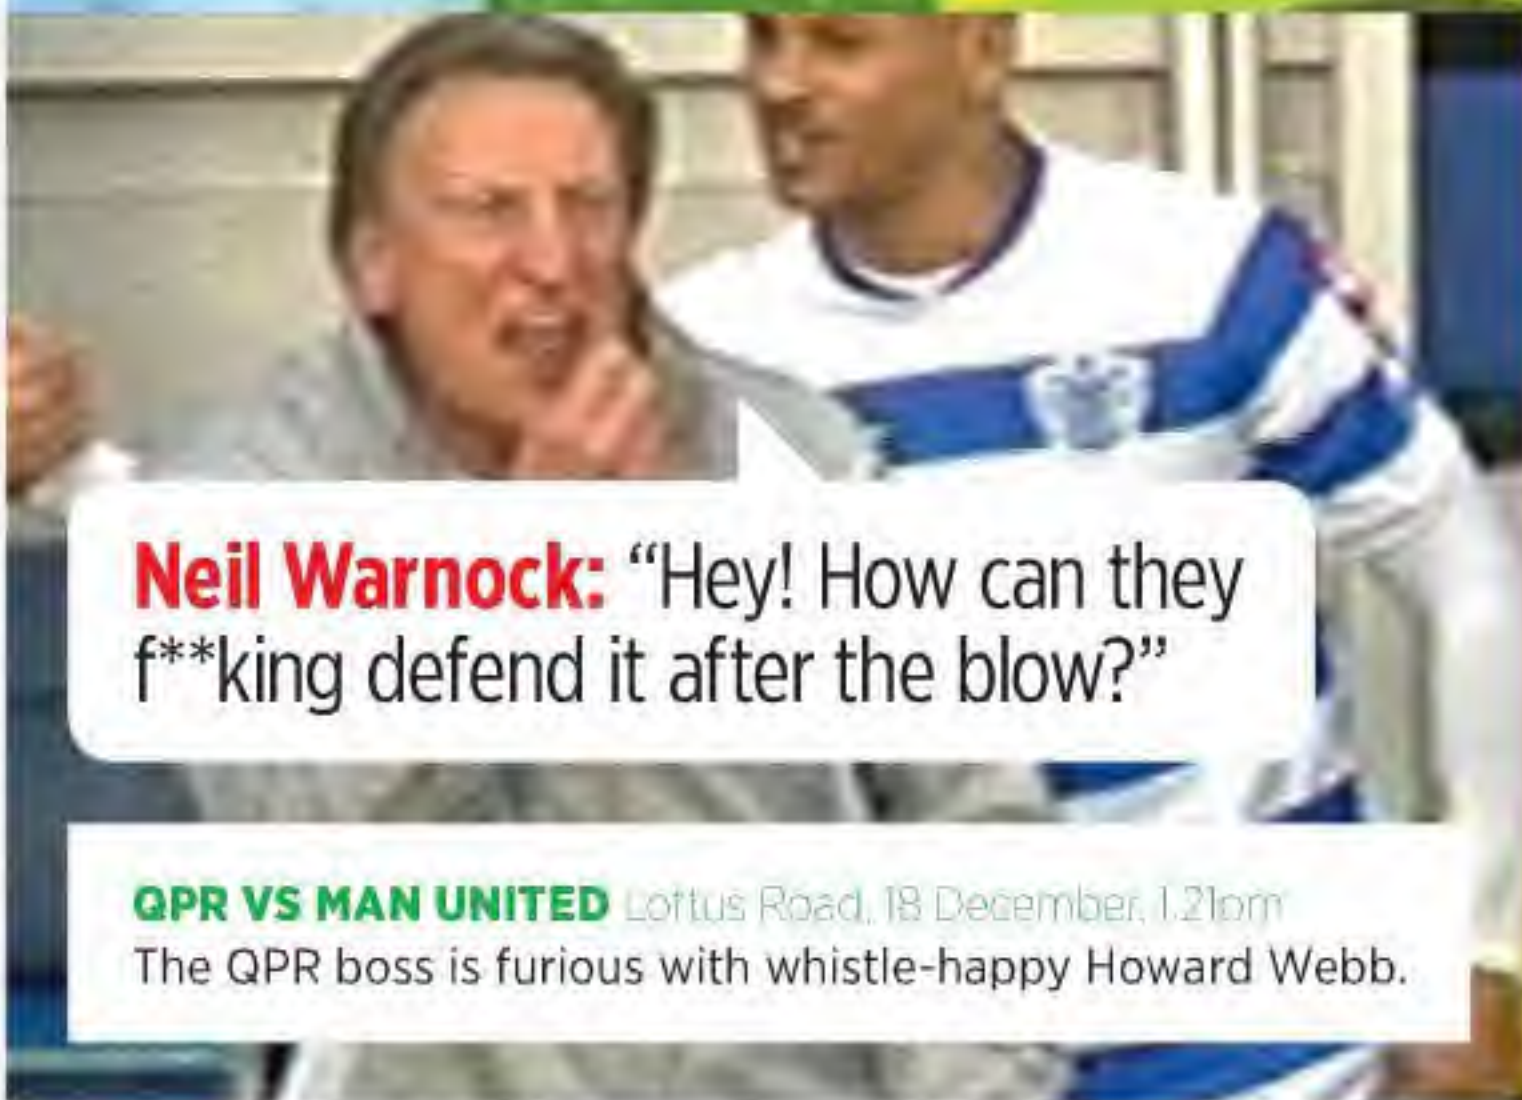 Neil Warnock: “Hey! How can they
f**king defend it after the blow?”
QPR VS MAN UNITED Loftus Road, 18 December, 1.21pm
The QPR boss is furious with whistle-happy Howard Webb.